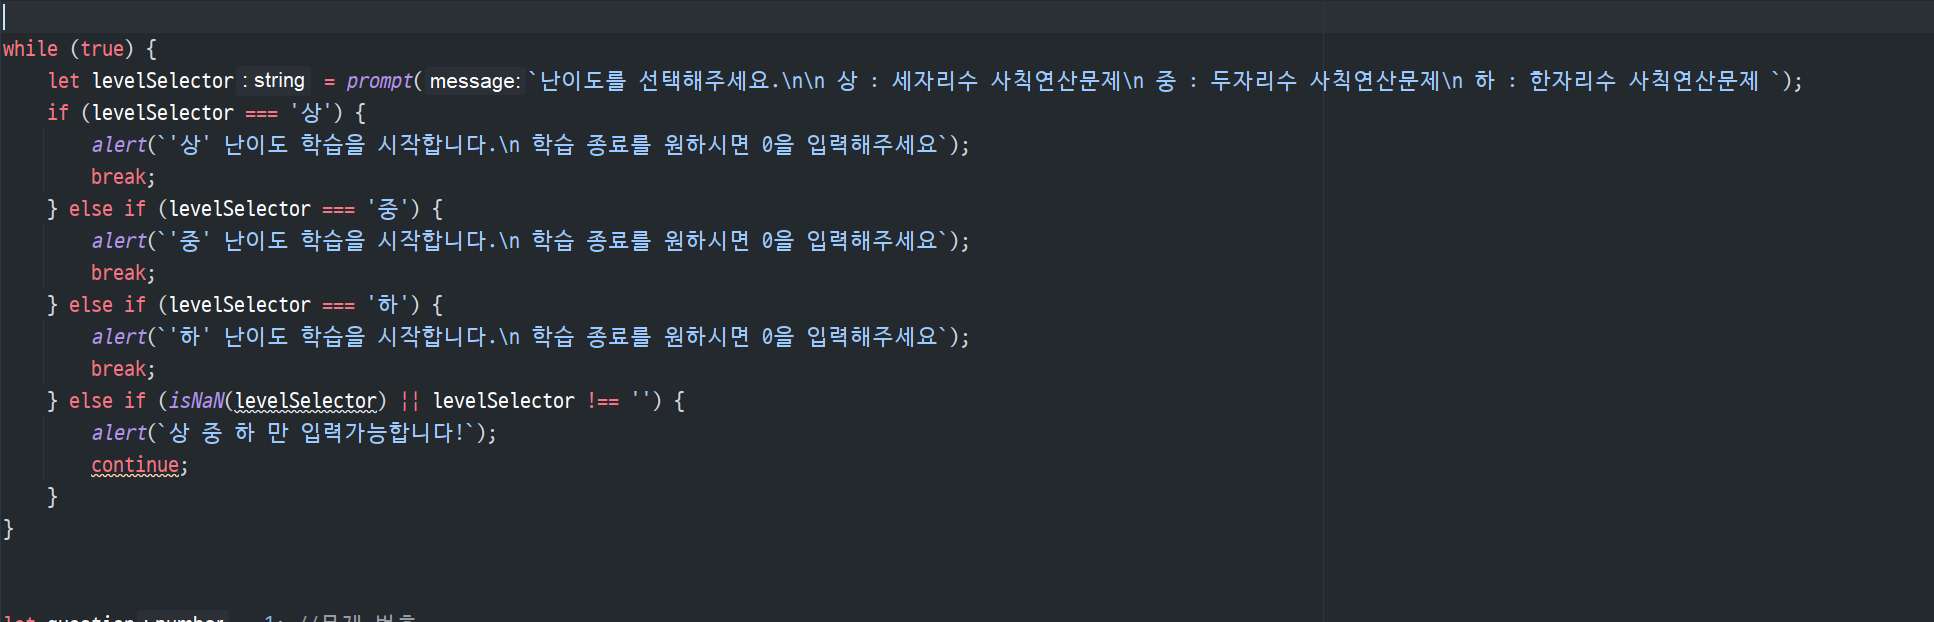 while (true) {
let levelSelector : string = prompt( message: `난이도를 선택해주세요.\n\n 상 : 세자리수 사칙연산문제\n 중 : 두자리수 사칙연산문제\n 하 : 한자리수 사칙연산문제 `);
if (levelSelector === '상') {
alert(`'상' 난이도 학습을 시작합니다.\n 학습 종료를 원하시면 0을 입력해주세요`);
break;
} else if (levelSelector === '중') {
alert(`'중' 난이도 학습을 시작합니다.\n 학습 종료를 원하시면 0을 입력해주세요`);
break;
} else if (levelSelector === '하') {
alert(`'하' 난이도 학습을 시작합니다.\n 학습 종료를 원하시면 0을 입력해주세요`);
break;
} else if (isNaN(levelSelector) || levelSelector !== '') {
alert(`상 중 하 만 입력가능합니다!`);
continue;
}
}